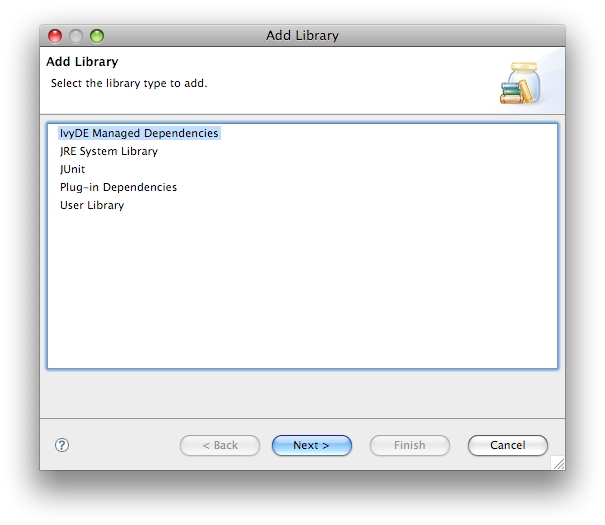 Add Library
Add Library
Select the library type to add.
IvyDE Managed Dependencies
JRE System Library
JUnit
Plug-in Dependencies
User Library
?
< Back
Next >
Finish
Cancel